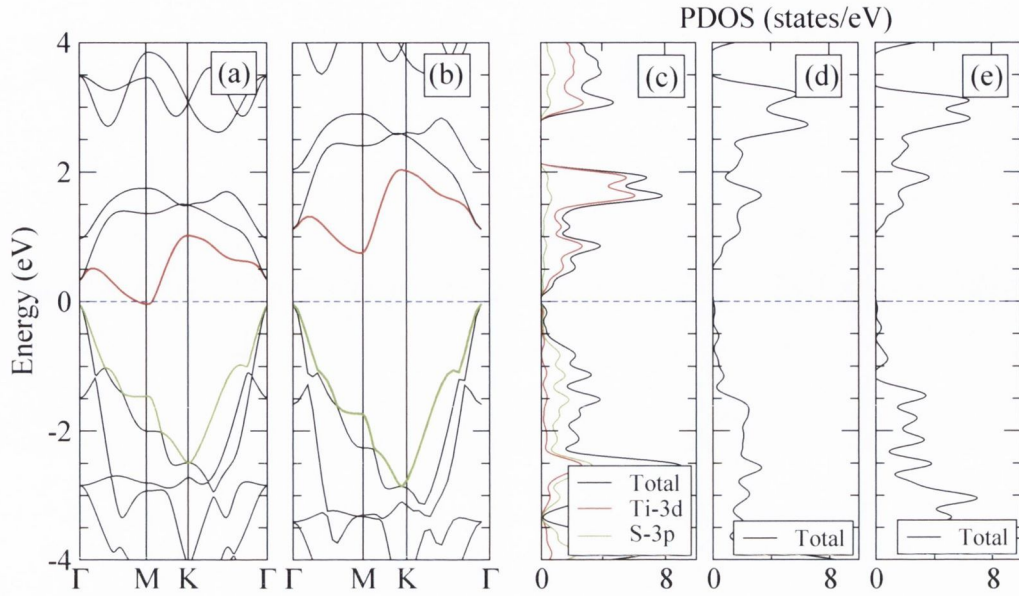 PDOS (states/eV)
4 (a) (b) (c) (d) (e)
2
0
-2
-4
Energy (eV)
Total
Ti-3d
S-3p
Total
Total
Γ M K Γ Γ M K Γ 0 8 0 8 0 8